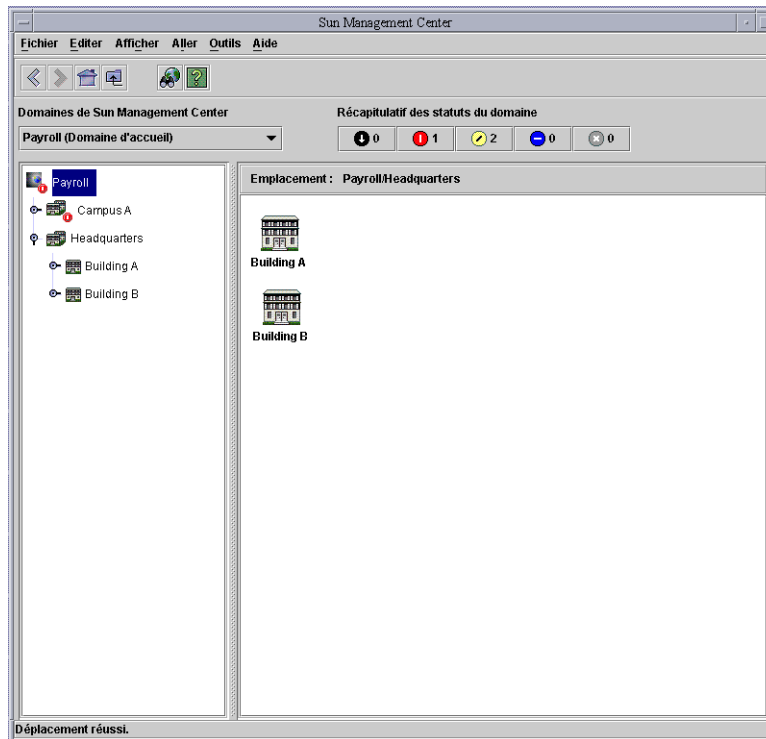 Sun Management Center
Fichier Editer Afficher Aller Outils Aide
Domaines de Sun Management Center
Récapitulatif des statuts du domaine
Payroll (Domaine d'accueil)
0 1 2 0 0
Payroll
Campus A
Headquarters
Building A
Building B
Emplacement : Payroll/Headquarters
Building A
Building B
Déplacement réussi.